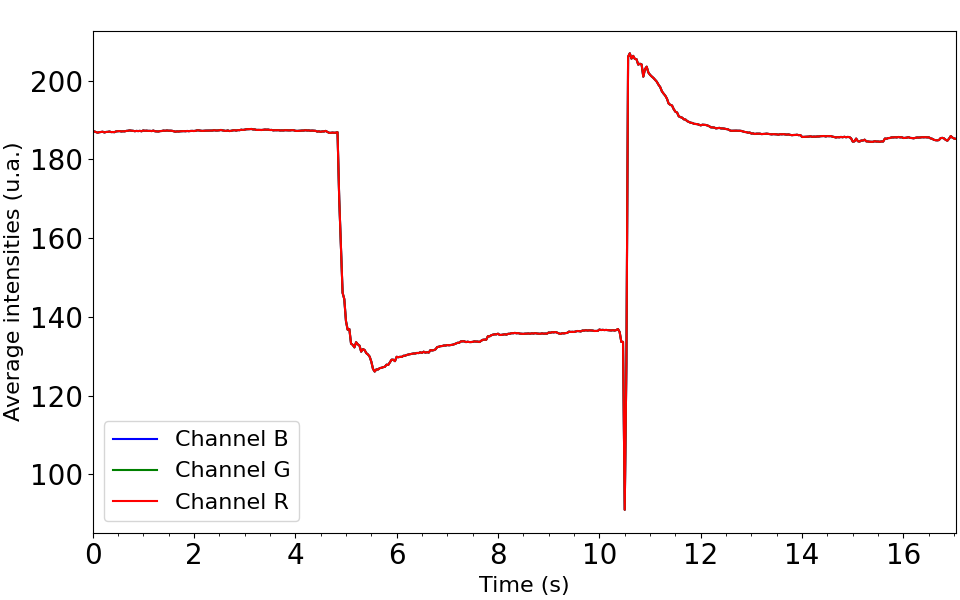 Average intensities (u.a.)
200
180
160
140
120
100
Channel B
Channel G
Channel R
0 2 4 6 8 10 12 14 16
Time (s)